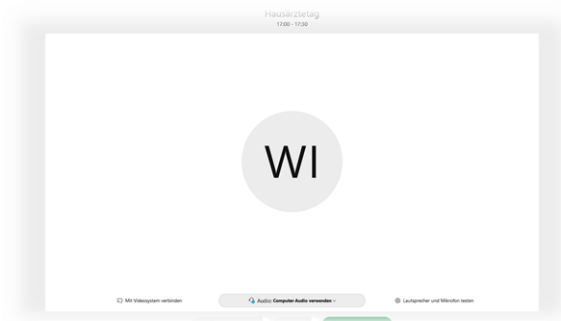 Hausärztetag
17:00 - 17:30
WI
Mit Videosystem verbinden
Audio: Computer-Audio verwenden
Lautsprecher und Mikrofon testen